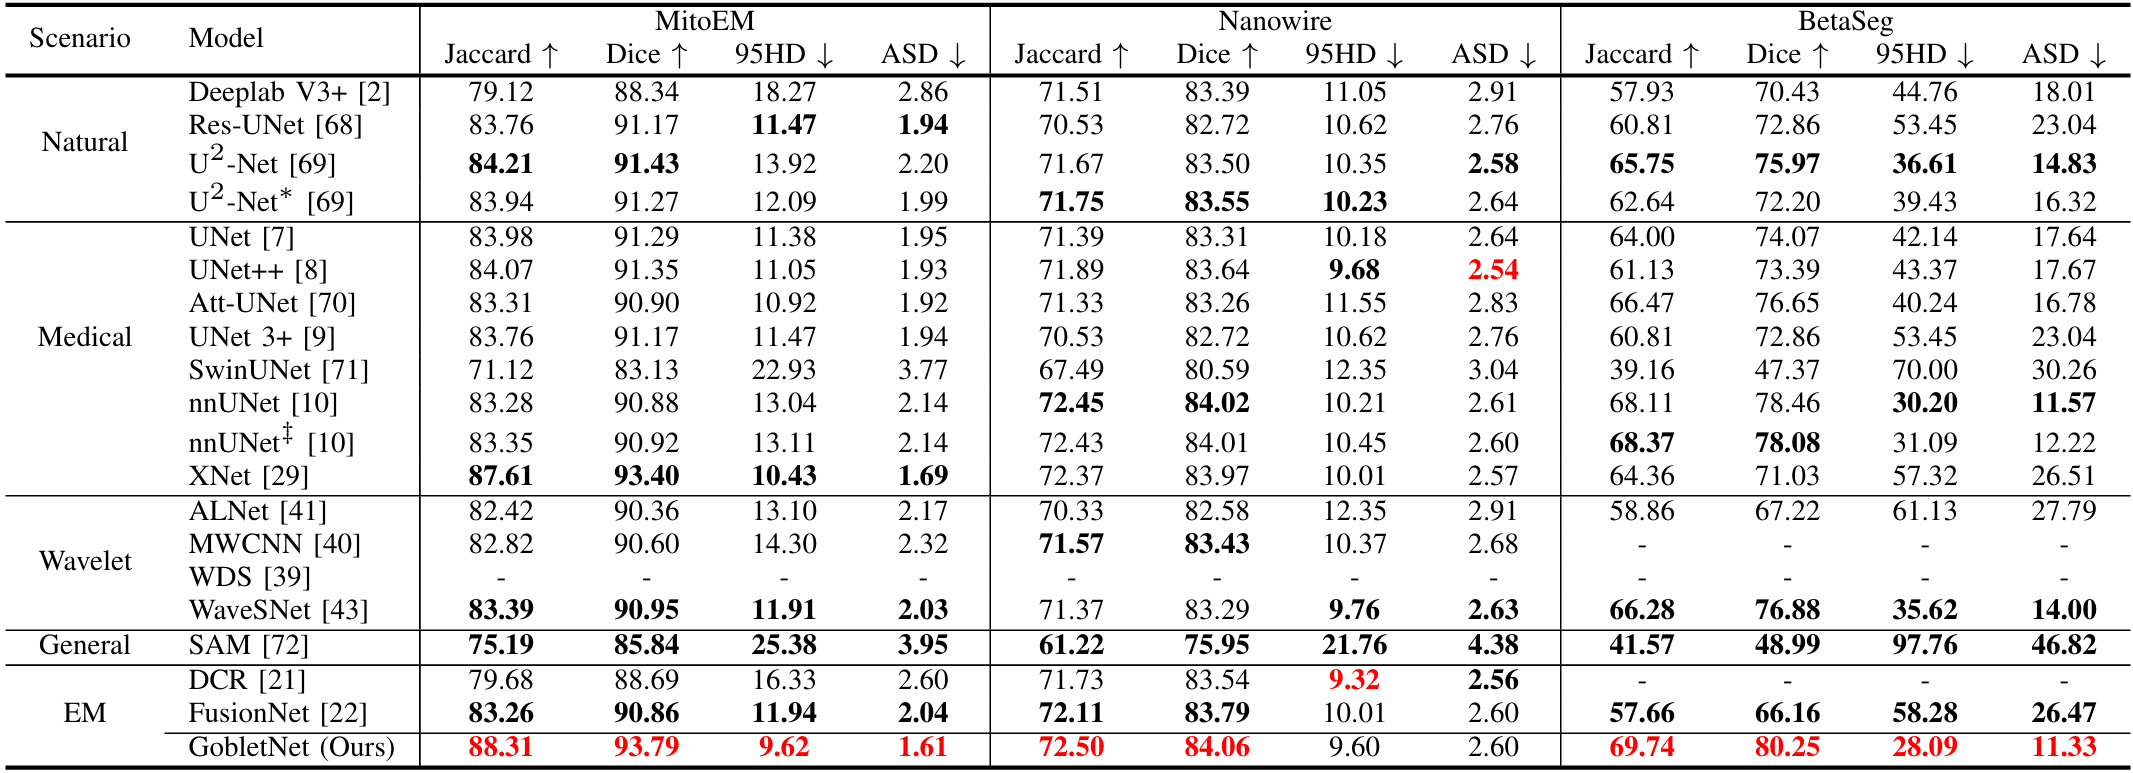 Scenario Model MitoEM Nanowire BetaSeg
Jaccard ↑ Dice ↑ 95HD ↓ ASD ↓ Jaccard ↑ Dice ↑ 95HD ↓ ASD ↓ Jaccard ↑ Dice ↑ 95HD ↓ ASD ↓
Natural
Deeplab V3+ [2] 79.12 88.34 18.27 2.86 71.51 83.39 11.05 2.91 57.93 70.43 44.76 18.01
Res-UNet [68] 83.76 91.17 11.47 1.94 70.53 82.72 10.62 2.76 60.81 72.86 53.45 23.04
U²-Net [69] 84.21 91.43 13.92 2.20 71.67 83.50 10.35 2.58 65.75 75.97 36.61 14.83
U²-Net* [69] 83.94 91.27 12.09 1.99 71.75 83.55 10.23 2.64 62.64 72.20 39.43 16.32
Medical
UNet [7] 83.98 91.29 11.38 1.95 71.39 83.31 10.18 2.64 64.00 74.07 42.14 17.64
UNet++ [8] 84.07 91.35 11.05 1.93 71.89 83.64 9.68 2.54 61.13 73.39 43.37 17.67
Att-UNet [70] 83.31 90.90 10.92 1.92 71.33 83.26 11.55 2.83 66.47 76.65 40.24 16.78
UNet 3+ [9] 83.76 91.17 11.47 1.94 70.53 82.72 10.62 2.76 60.81 72.86 53.45 23.04
SwinUNet [71] 71.12 83.13 22.93 3.77 67.49 80.59 12.35 3.04 39.16 47.37 70.00 30.26
nnUNet [10] 83.28 90.88 13.04 2.14 72.45 84.02 10.21 2.61 68.11 78.46 30.20 11.57
nnUNet‡ [10] 83.35 90.92 13.11 2.14 72.43 84.01 10.45 2.60 68.37 78.08 31.09 12.22
XNet [29] 87.61 93.40 10.43 1.69 72.37 83.97 10.01 2.57 64.36 71.03 57.32 26.51
Wavelet
ALNet [41] 82.42 90.36 13.10 2.17 70.33 82.58 12.35 2.91 58.86 67.22 61.13 27.79
MWCNN [40] 82.82 90.60 14.30 2.32 71.57 83.43 10.37 2.68 - - - -
WDS [39] - - - - - - - - - - - -
WaveSNet [43] 83.39 90.95 11.91 2.03 71.37 83.29 9.76 2.63 66.28 76.88 35.62 14.00
General SAM [72] 75.19 85.84 25.38 3.95 61.22 75.95 21.76 4.38 41.57 48.99 97.76 46.82
EM
DCR [21] 79.68 88.69 16.33 2.60 71.73 83.54 9.32 2.56 - - - -
FusionNet [22] 83.26 90.86 11.94 2.04 72.11 83.79 10.01 2.60 57.66 66.16 58.28 26.47
GobletNet (Ours) 88.31 93.79 9.62 1.61 72.50 84.06 9.60 2.60 69.74 80.25 28.09 11.33